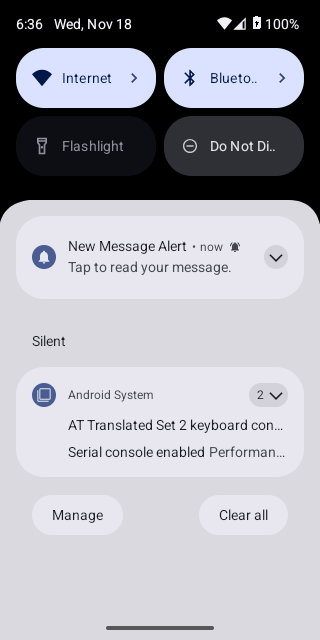 6:36 Wed, Nov 18 100%
Internet Blueto..
Flashlight Do Not Di..
New Message Alert • now
Tap to read your message.
Silent
Android System 2
AT Translated Set 2 keyboard con...
Serial console enabled Performan...
Manage Clear all